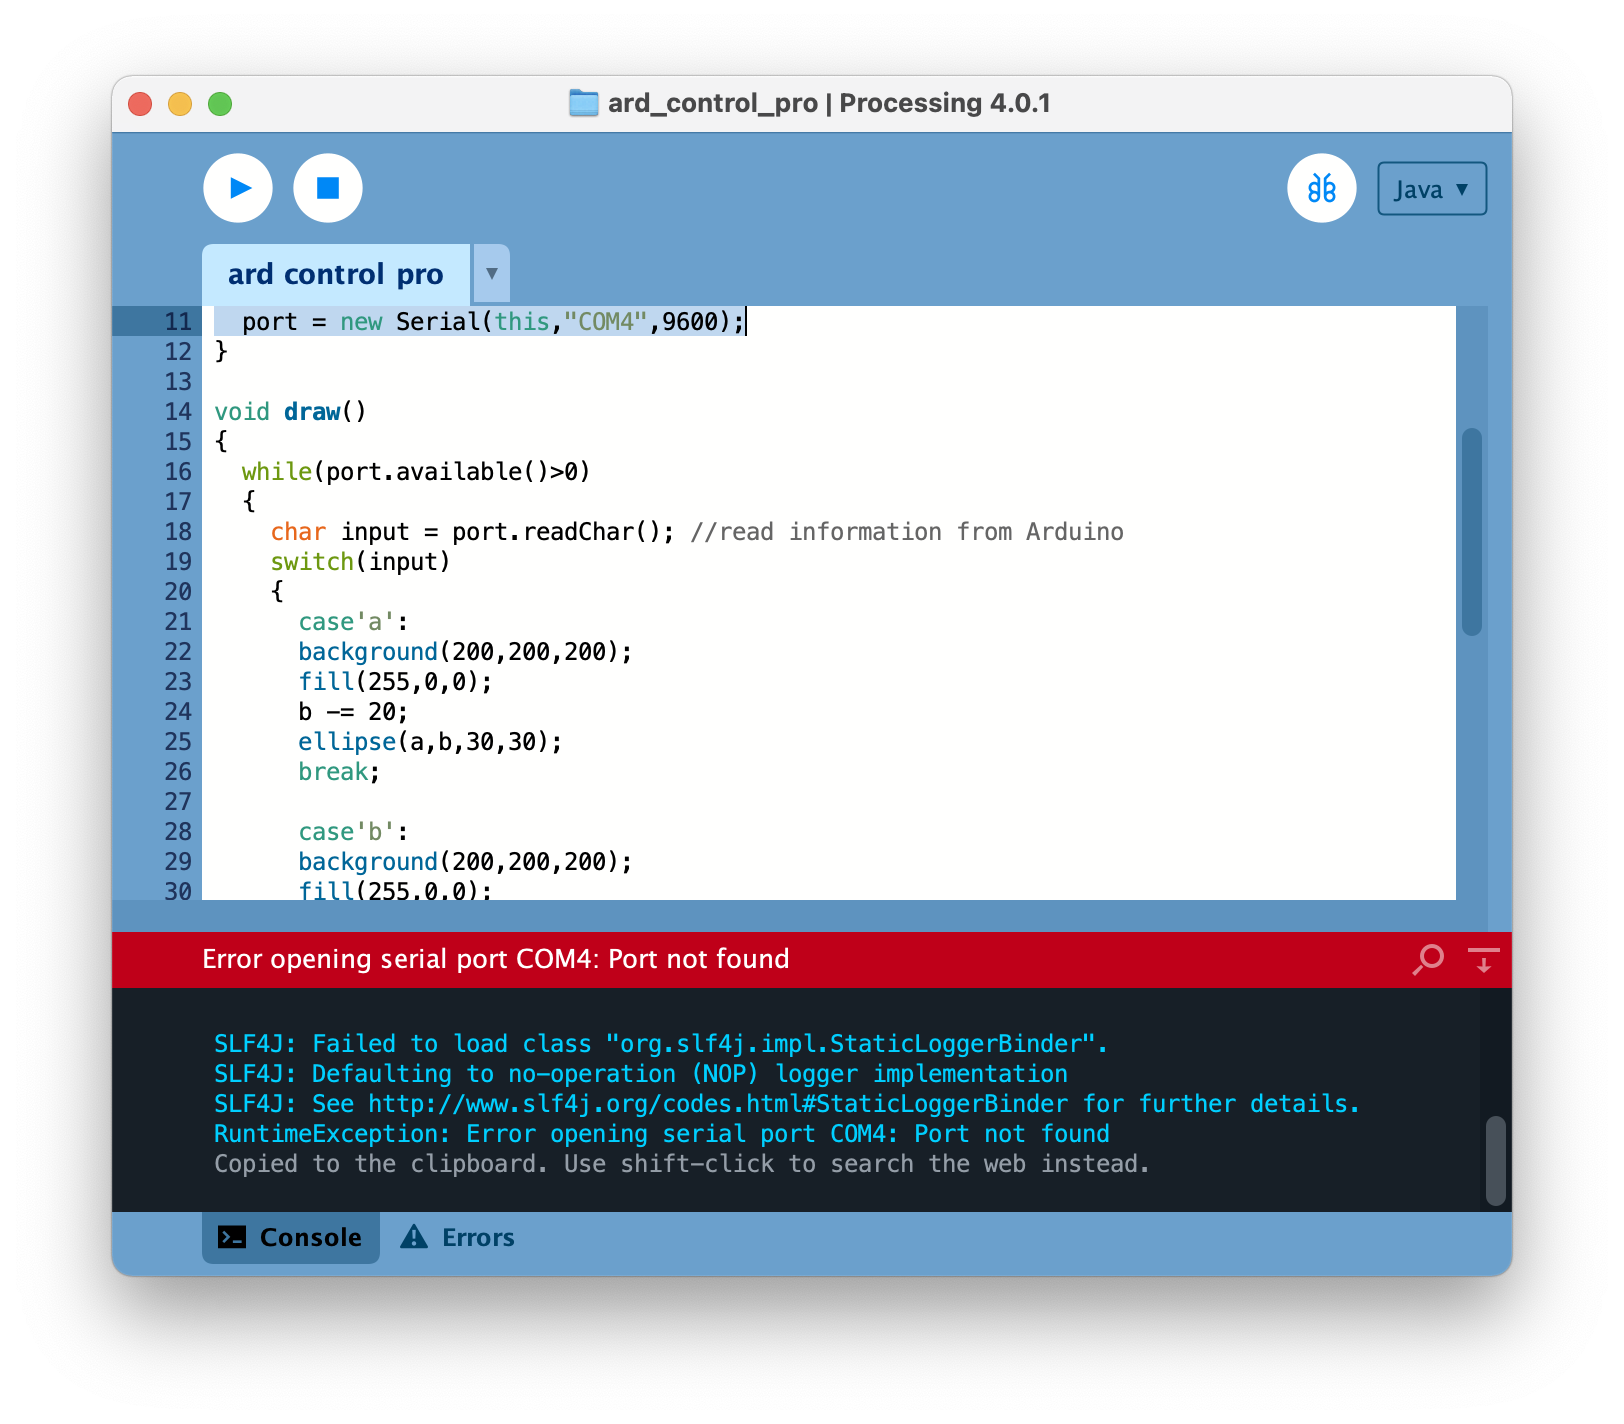 ard_control_pro | Processing 4.0.1
Java ▼
ard control pro ▼
11 port = new Serial(this,"COM4",9600);
12 }
13
14 void draw()
15 {
16 while(port.available()>0)
17 {
18 char input = port.readChar(); //read information from Arduino
19 switch(input)
20 {
21 case'a':
22 background(200,200,200);
23 fill(255,0,0);
24 b -= 20;
25 ellipse(a,b,30,30);
26 break;
27
28 case'b':
29 background(200,200,200);
30 fill(255,0,0);
Error opening serial port COM4: Port not found
SLF4J: Failed to load class "org.slf4j.impl.StaticLoggerBinder".
SLF4J: Defaulting to no-operation (NOP) logger implementation
SLF4J: See http://www.slf4j.org/codes.html#StaticLoggerBinder for further details.
RuntimeException: Error opening serial port COM4: Port not found
Copied to the clipboard. Use shift-click to search the web instead.
Console Errors